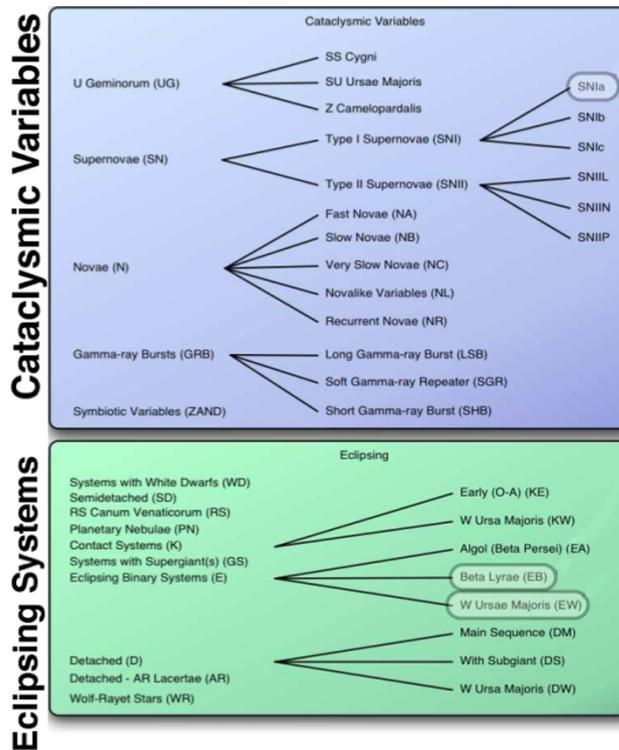 Cataclysmic Variables
Cataclysmic Variables
U Geminorum (UG)
SS Cygni
SU Ursae Majoris
Z Camelopardalis
Supernovae (SN)
Type I Supernovae (SNI)
SNIa
SNIb
SNIc
Type II Supernovae (SNII)
SNIIL
SNIIN
SNIIP
Novae (N)
Fast Novae (NA)
Slow Novae (NB)
Very Slow Novae (NC)
Novalike Variables (NL)
Recurrent Novae (NR)
Gamma-ray Bursts (GRB)
Long Gamma-ray Burst (LSB)
Soft Gamma-ray Repeater (SGR)
Short Gamma-ray Burst (SHB)
Symbiotic Variables (ZAND)
Eclipsing Systems
Eclipsing
Systems with White Dwarfs (WD)
Semidetached (SD)
RS Canum Venaticorum (RS)
Planetary Nebulae (PN)
Contact Systems (K)
Early (O-A) (KE)
W Ursa Majoris (KW)
Systems with Supergiant(s) (GS)
Eclipsing Binary Systems (E)
Algol (Beta Persei) (EA)
Beta Lyrae (EB)
W Ursae Majoris (EW)
Detached (D)
Main Sequence (DM)
With Subgiant (DS)
W Ursa Majoris (DW)
Detached - AR Lacertae (AR)
Wolf-Rayet Stars (WR)